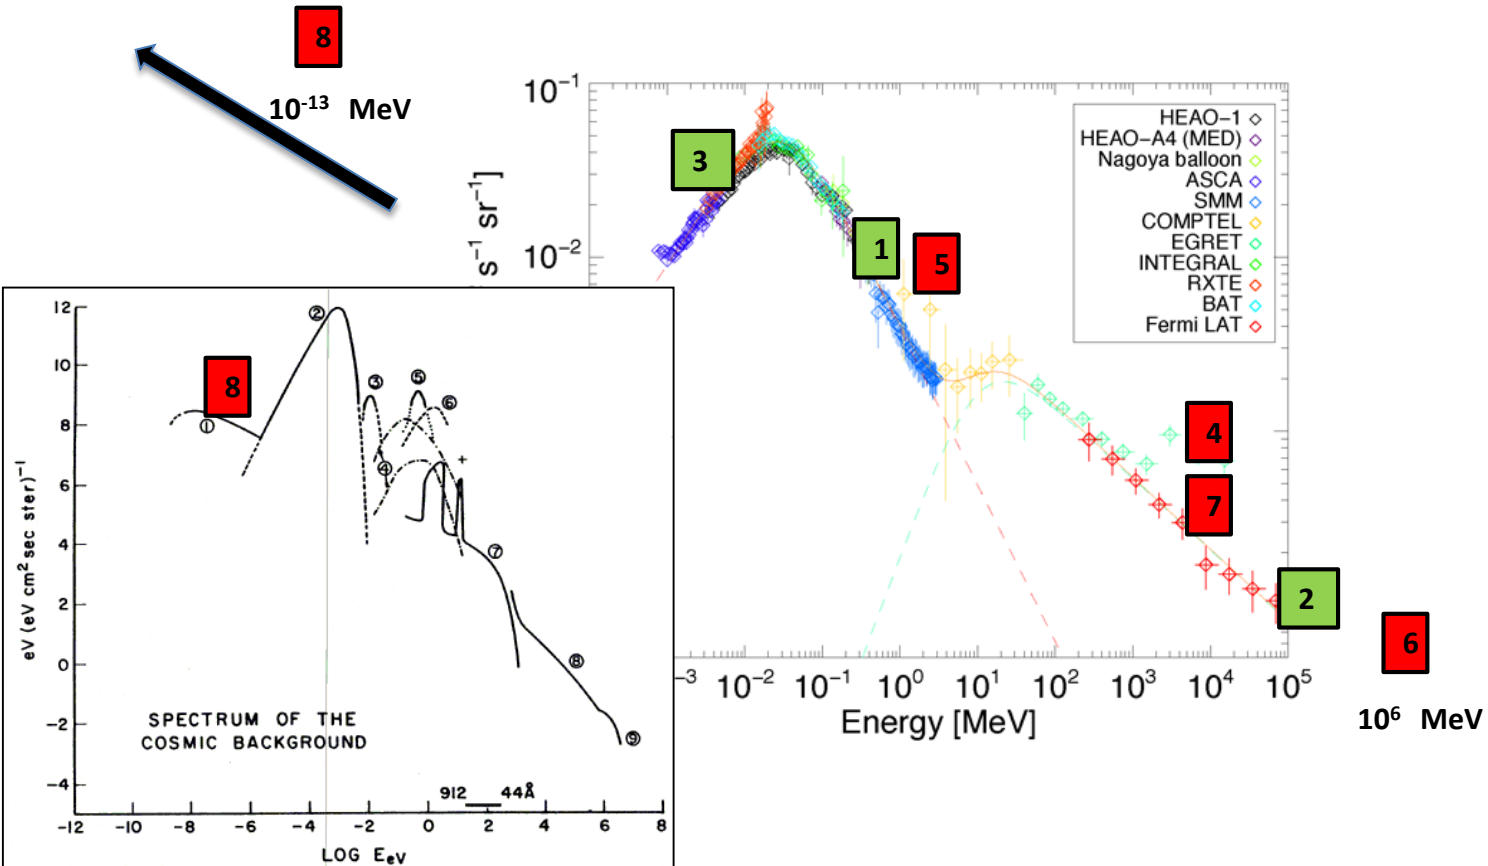 8
10-13 MeV
10-1
10-2
s-1 sr-1]
3
1
5
4
7
2
6
HEAO-1
HEAO-A4 (MED)
Nagoya balloon
ASCA
SMM
COMPTEL
EGRET
INTEGRAL
RXTE
BAT
Fermi LAT
-3 10-2 10-1 100 101 102 103 104 105
Energy [MeV]
106 MeV
12
10
8
6
4
2
0
-2
-4
eV (eV cm2 sec ster)-1
①
②
③
④
⑤
⑥
⑦
⑧
⑨
+
8
SPECTRUM OF THE
COSMIC BACKGROUND
912 44Å
-12 -10 -8 -6 -4 -2 0 2 4 6 8
LOG EeV